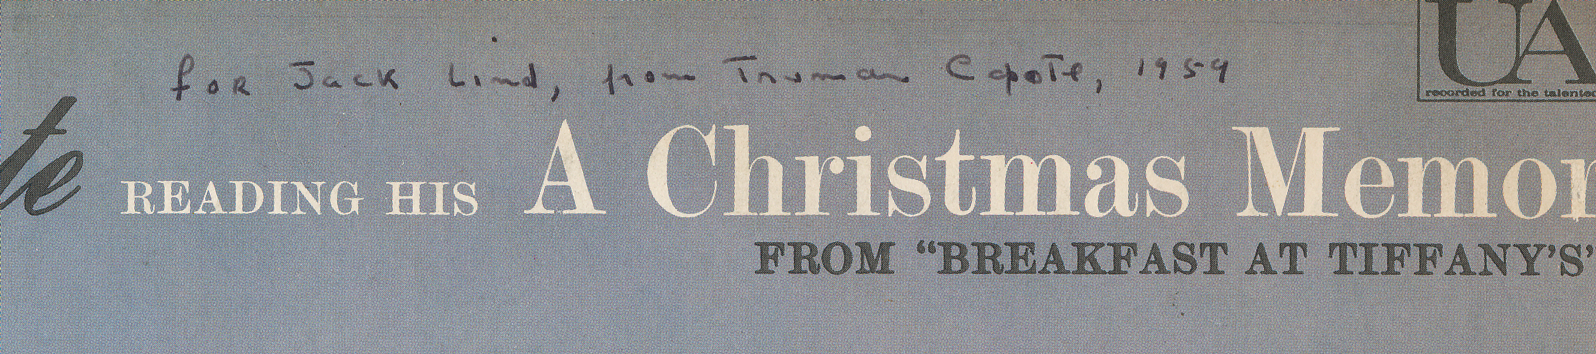 UA
recorded for the talented
for Jack Lind, from Truman Capote, 1959
te READING HIS A Christmas Memor
FROM "BREAKFAST AT TIFFANY'S'